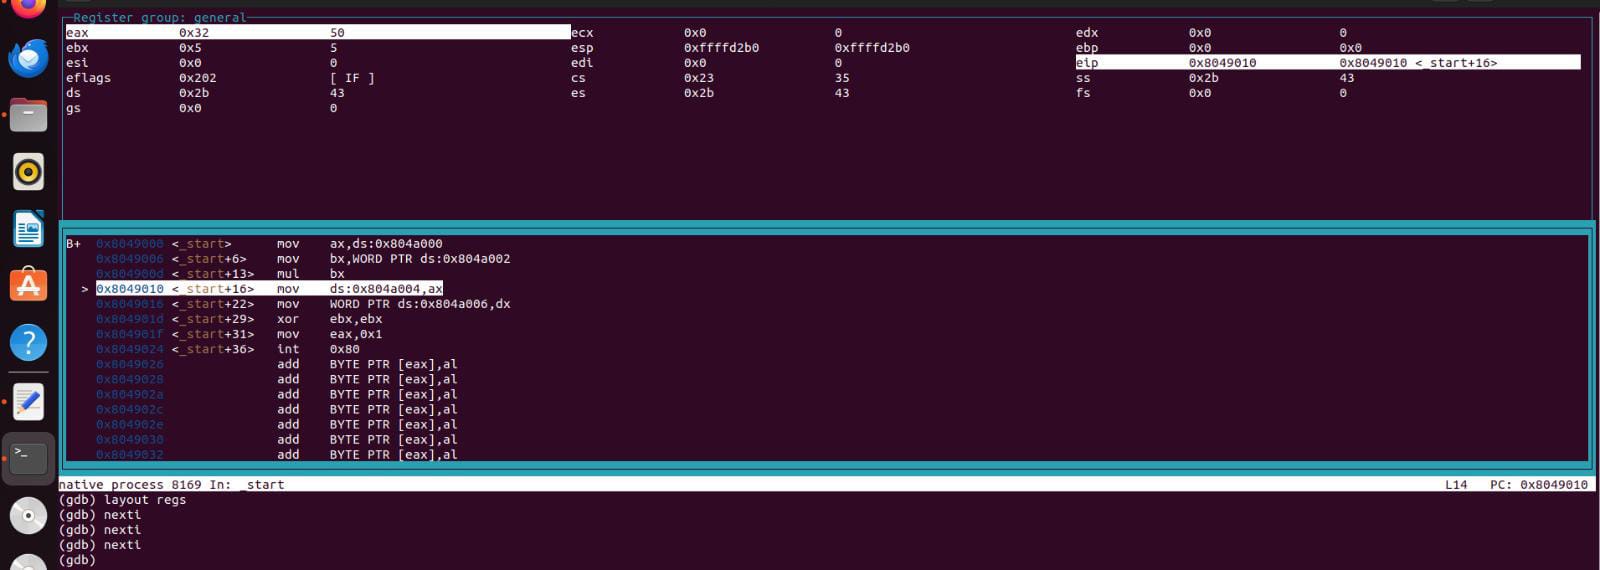 Register group: general
eax 0x32 50 ecx 0x0 0 edx 0x0 0
ebx 0x5 5 esp 0xffffd2b0 0xffffd2b0 ebp 0x0 0x0
esi 0x0 0 edi 0x0 0 eip 0x8049010 0x8049010 <_start+16>
eflags 0x202 [ IF ] cs 0x23 35 ss 0x2b 43
ds 0x2b 43 es 0x2b 43 fs 0x0 0
gs 0x0 0
B+ 0x8049000 <_start> mov ax,ds:0x804a000
0x8049006 <_start+6> mov bx,WORD PTR ds:0x804a002
0x804900d <_start+13> mul bx
> 0x8049010 <_start+16> mov ds:0x804a004,ax
0x8049016 <_start+22> mov WORD PTR ds:0x804a006,dx
0x804901d <_start+29> xor ebx,ebx
0x804901f <_start+31> mov eax,0x1
0x8049024 <_start+36> int 0x80
0x8049026 add BYTE PTR [eax],al
0x8049028 add BYTE PTR [eax],al
0x804902a add BYTE PTR [eax],al
0x804902c add BYTE PTR [eax],al
0x804902e add BYTE PTR [eax],al
0x8049030 add BYTE PTR [eax],al
0x8049032 add BYTE PTR [eax],al
native process 8169 In: _start L14 PC: 0x8049010
(gdb) layout regs
(gdb) nexti
(gdb) nexti
(gdb) nexti
(gdb)